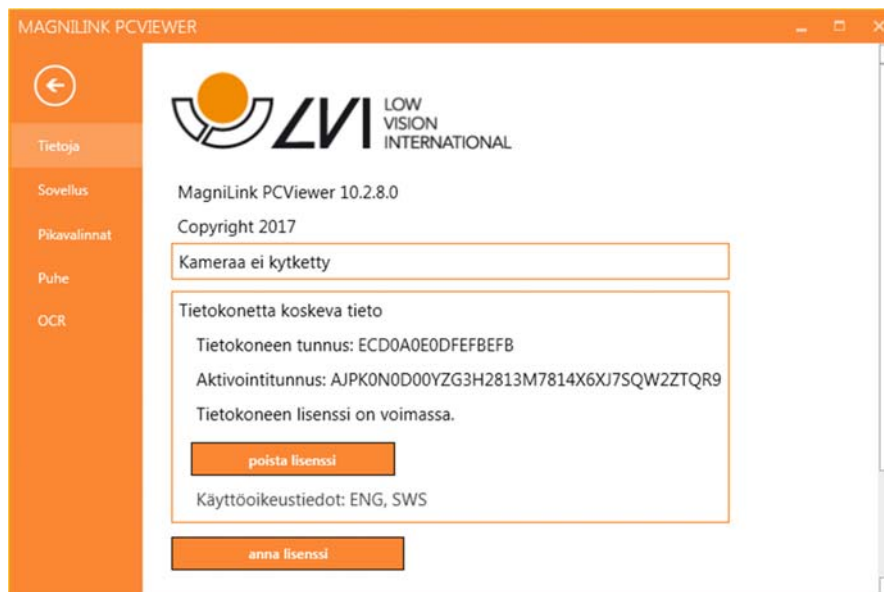 MAGNILINK PCVIEWER
Tietoja
Sovellus
Pikavalinnat
Puhe
OCR
LVI
LOW
VISION
INTERNATIONAL
MagniLink PCViewer 10.2.8.0
Copyright 2017
Kameraa ei kytketty
Tietokonetta koskeva tieto
Tietokoneen tunnus: ECD0A0E0DFEFBEFB
Aktivointitunnus: AJPK0N0D00YZG3H2813M7814X6XJ7SQW2ZTQR9
Tietokoneen lisenssi on voimassa.
poista lisenssi
Käyttöoikeustiedot: ENG, SWS
anna lisenssi